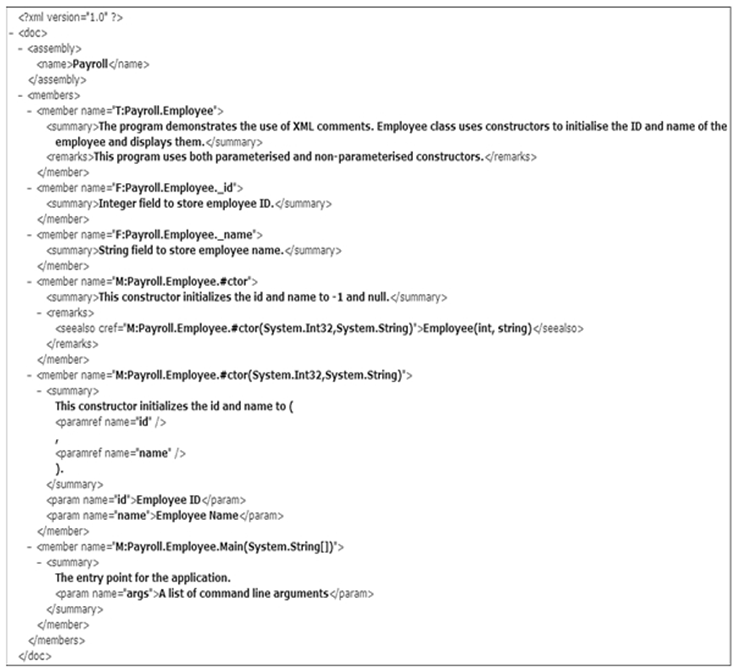 <?xml version="1.0" ?>
- <doc>
- <assembly>
<name>Payroll</name>
</assembly>
- <members>
- <member name="T:Payroll.Employee">
<summary>The program demonstrates the use of XML comments. Employee class uses constructors to initialise the ID and name of the
employee and displays them.</summary>
<remarks>This program uses both parameterised and non-parameterised constructors.</remarks>
</member>
- <member name="F:Payroll.Employee._id">
<summary>Integer field to store employee ID.</summary>
</member>
- <member name="F:Payroll.Employee._name">
<summary>String field to store employee name.</summary>
</member>
- <member name="M:Payroll.Employee.#ctor">
<summary>This constructor initializes the id and name to -1 and null.</summary>
- <remarks>
<seealso cref="M:Payroll.Employee.#ctor(System.Int32,System.String)">Employee(int, string)</seealso>
</remarks>
</member>
- <member name="M:Payroll.Employee.#ctor(System.Int32,System.String)">
- <summary>
This constructor initializes the id and name to (
<paramref name="id" />
,
<paramref name="name" />
).
</summary>
<param name="id">Employee ID</param>
<param name="name">Employee Name</param>
</member>
- <member name="M:Payroll.Employee.Main(System.String[])">
- <summary>
The entry point for the application.
<param name="args">A list of command line arguments</param>
</summary>
</member>
</members>
</doc>